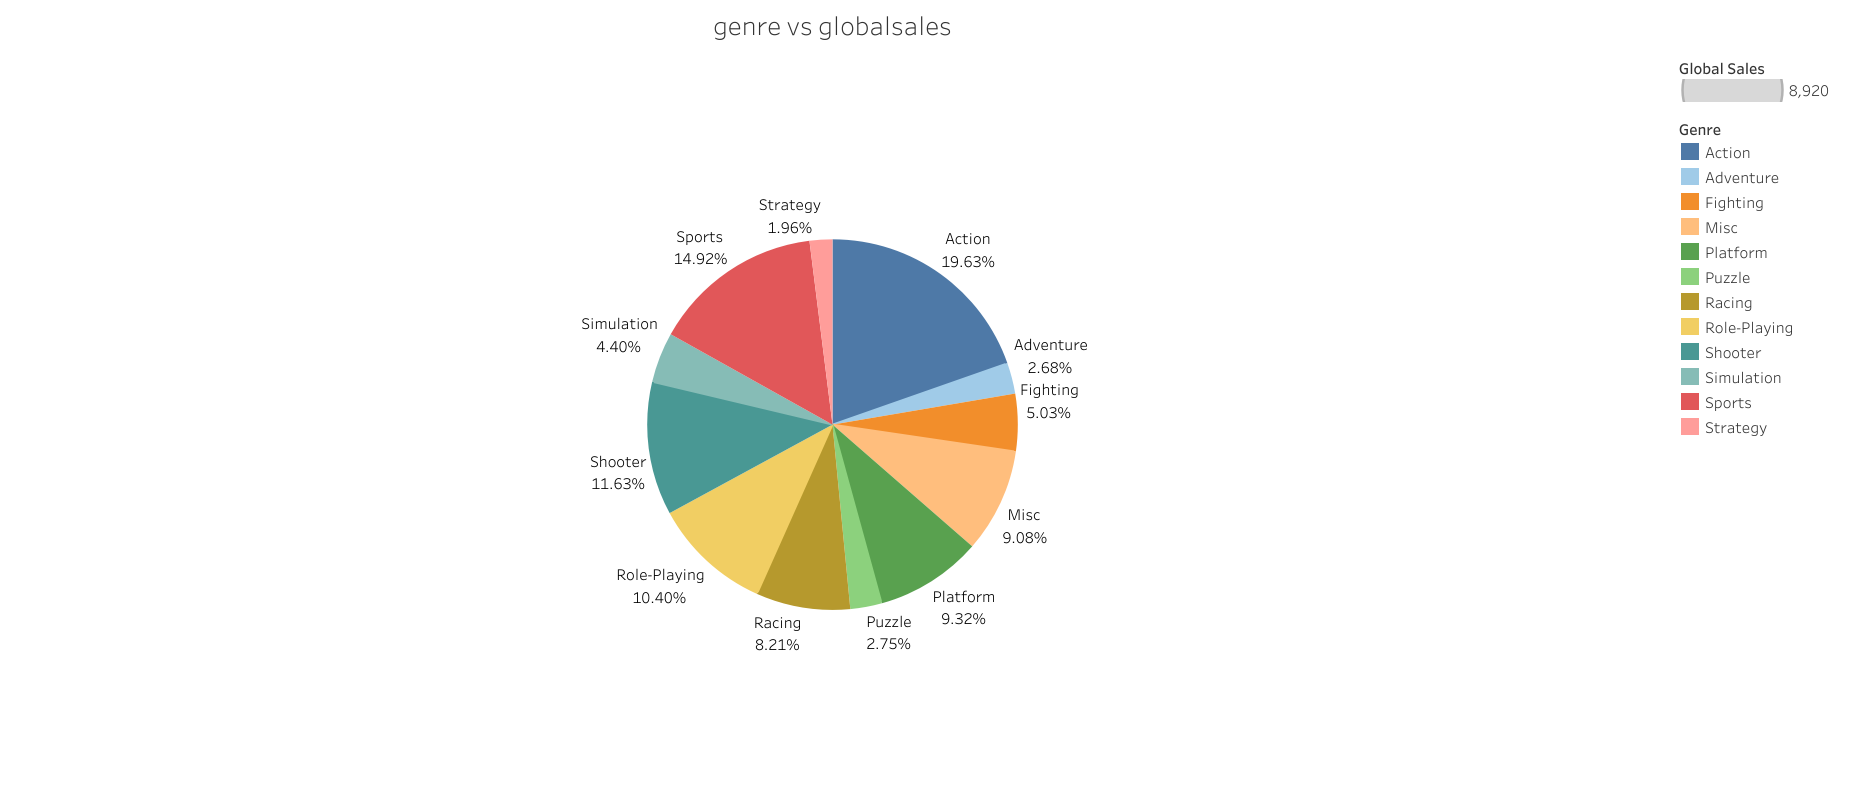 genre vs globalsales
Global Sales
8,920
Genre
Action
Adventure
Fighting
Misc
Platform
Puzzle
Racing
Role-Playing
Shooter
Simulation
Sports
Strategy
Strategy
1.96%
Sports
14.92%
Action
19.63%
Simulation
4.40%
Adventure
2.68%
Fighting
5.03%
Shooter
11.63%
Misc
9.08%
Role-Playing
10.40%
Platform
9.32%
Racing
8.21%
Puzzle
2.75%